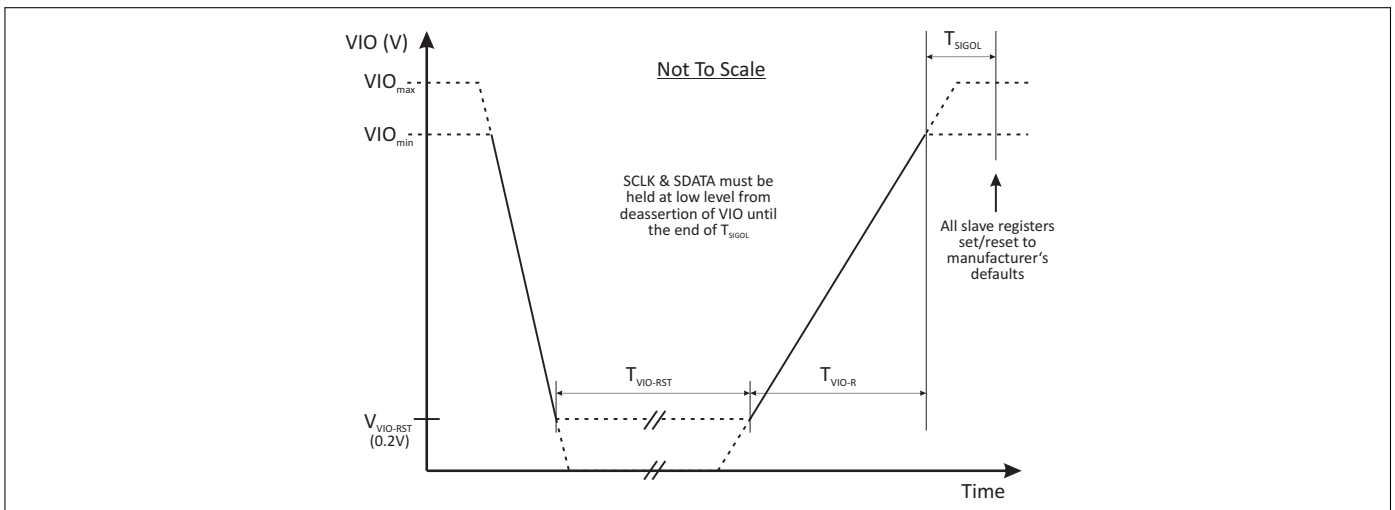 VIO (V)
T_SIGOL
Not To Scale
VIO_max
VIO_min
SCLK & SDATA must be
held at low level from
deassertion of VIO until
the end of T_SIGOL
All slave registers
set/reset to
manufacturer‘s
defaults
T_VIO-RST
T_VIO-R
V_VIO-RST
(0.2V)
Time